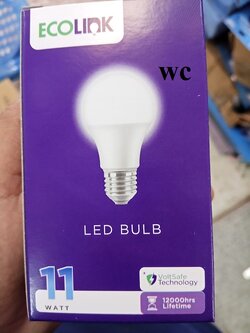 ECOLINK
wc
LED BULB
11
WATT
VoltSafe
Technology
12000hrs
Lifetime